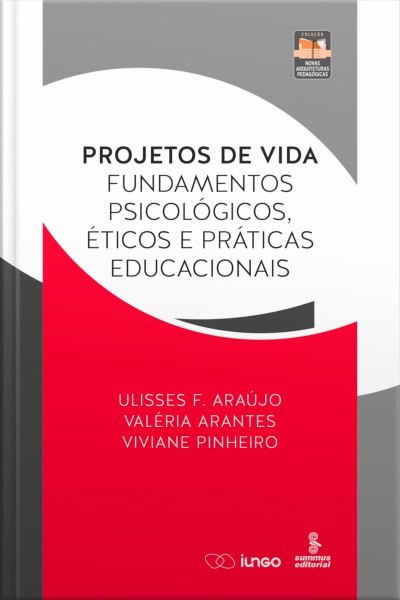 COLEÇÃO
NOVAS
ARQUITETURAS
PEDAGÓGICAS
PROJETOS DE VIDA
FUNDAMENTOS
PSICOLÓGICOS,
ÉTICOS E PRÁTICAS
EDUCACIONAIS
ULISSES F. ARAÚJO
VALÉRIA ARANTES
VIVIANE PINHEIRO
iungo
summus
editorial